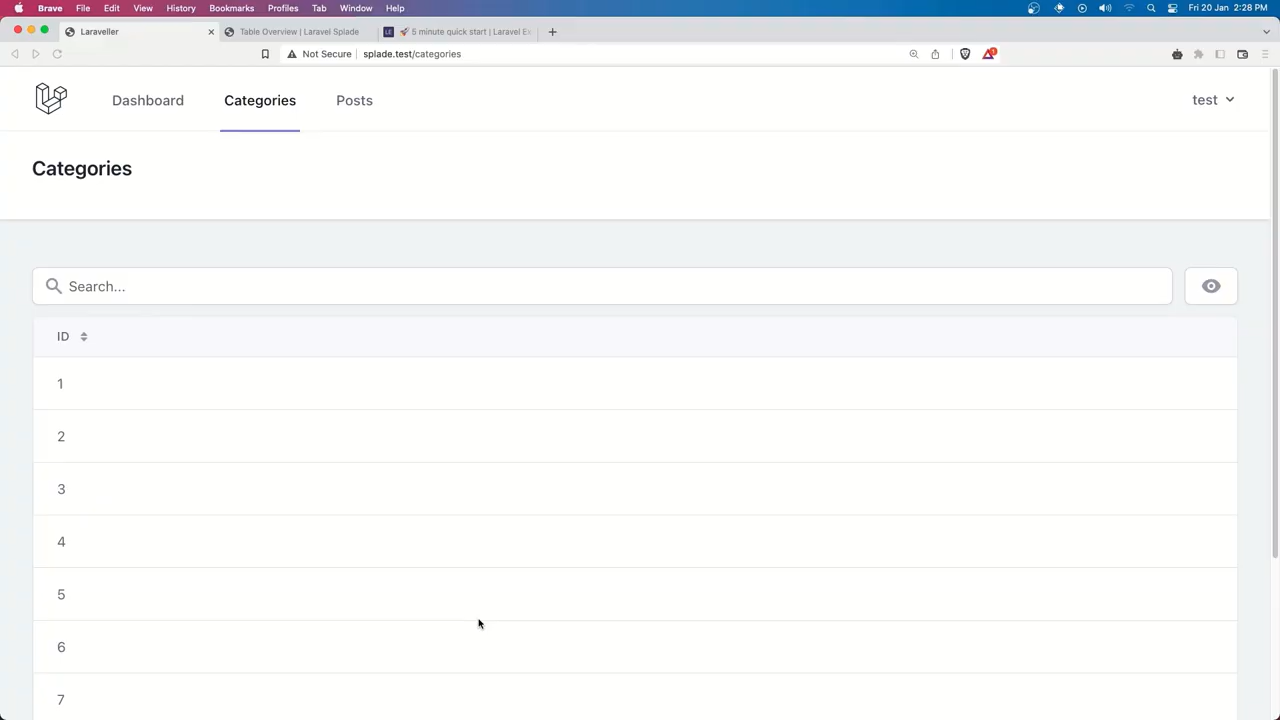 Brave File Edit View History Bookmarks Profiles Tab Window Help Fri 20 Jan 2:28 PM
Laraveller Table Overview | Laravel Splade LE 🚀 5 minute quick start | Laravel Ex
Not Secure splade.test/categories
Dashboard Categories Posts test
Categories
Search...
ID
1
2
3
4
5
6
7